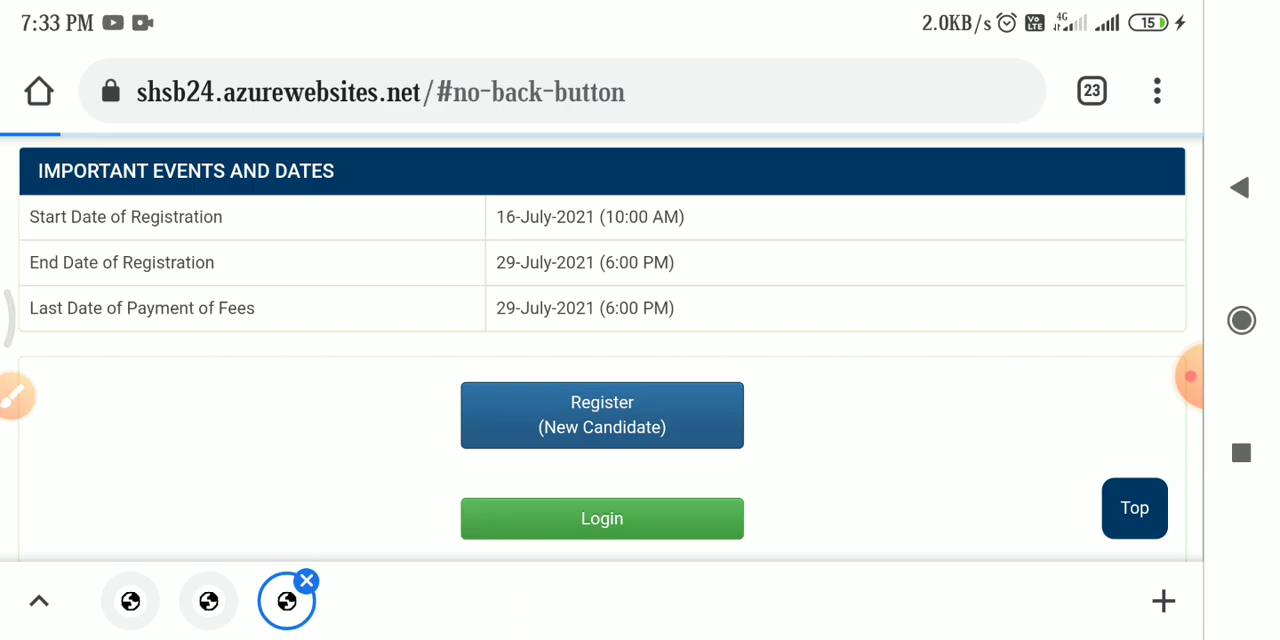 7:33 PM 2.0KB/s Vo LTE 4G 15
shsb24.azurewebsites.net/#no-back-button 23
IMPORTANT EVENTS AND DATES
Start Date of Registration 16-July-2021 (10:00 AM)
End Date of Registration 29-July-2021 (6:00 PM)
Last Date of Payment of Fees 29-July-2021 (6:00 PM)
Register
(New Candidate)
Top
Login